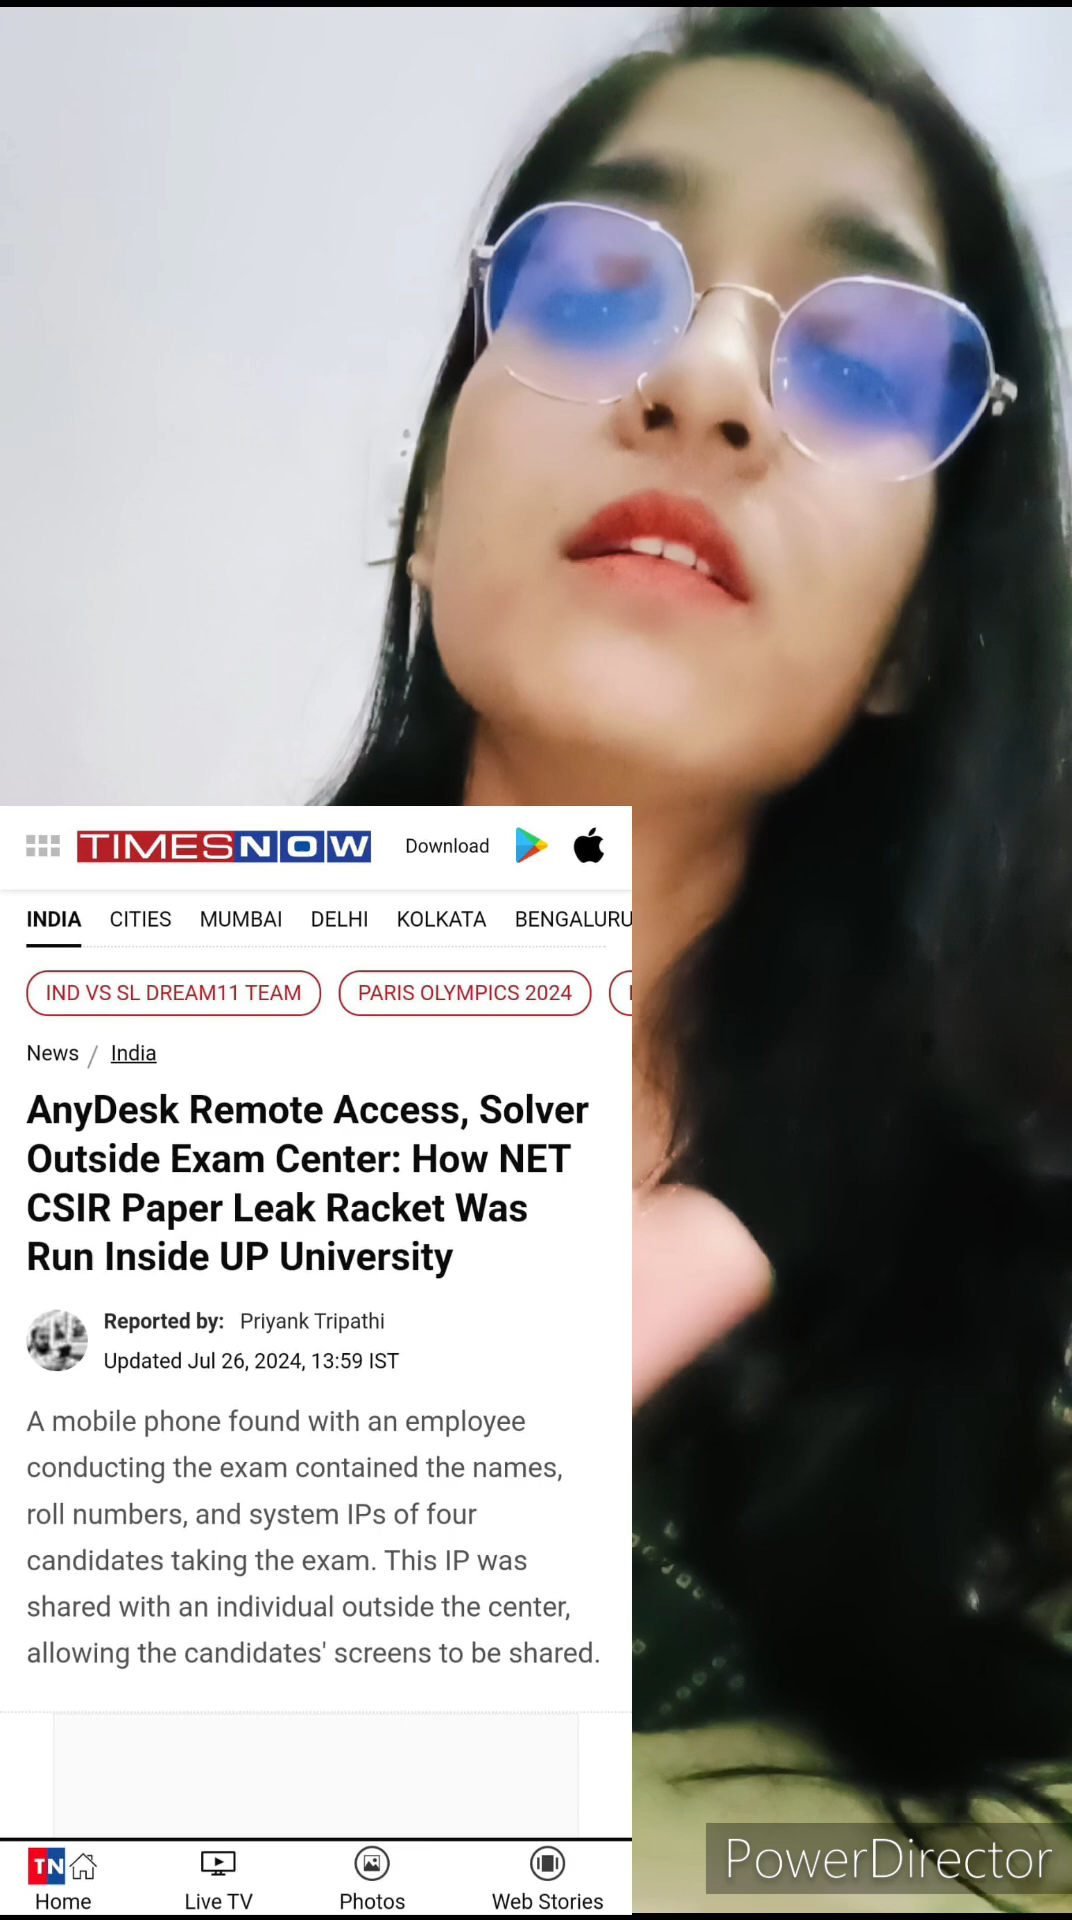 TIMES NOW
Download
INDIA CITIES MUMBAI DELHI KOLKATA BENGALURU
IND VS SL DREAM11 TEAM PARIS OLYMPICS 2024
News / India
AnyDesk Remote Access, Solver
Outside Exam Center: How NET
CSIR Paper Leak Racket Was
Run Inside UP University
Reported by: Priyank Tripathi
Updated Jul 26, 2024, 13:59 IST
A mobile phone found with an employee
conducting the exam contained the names,
roll numbers, and system IPs of four
candidates taking the exam. This IP was
shared with an individual outside the center,
allowing the candidates' screens to be shared.
TN
Home Live TV Photos Web Stories
PowerDirector